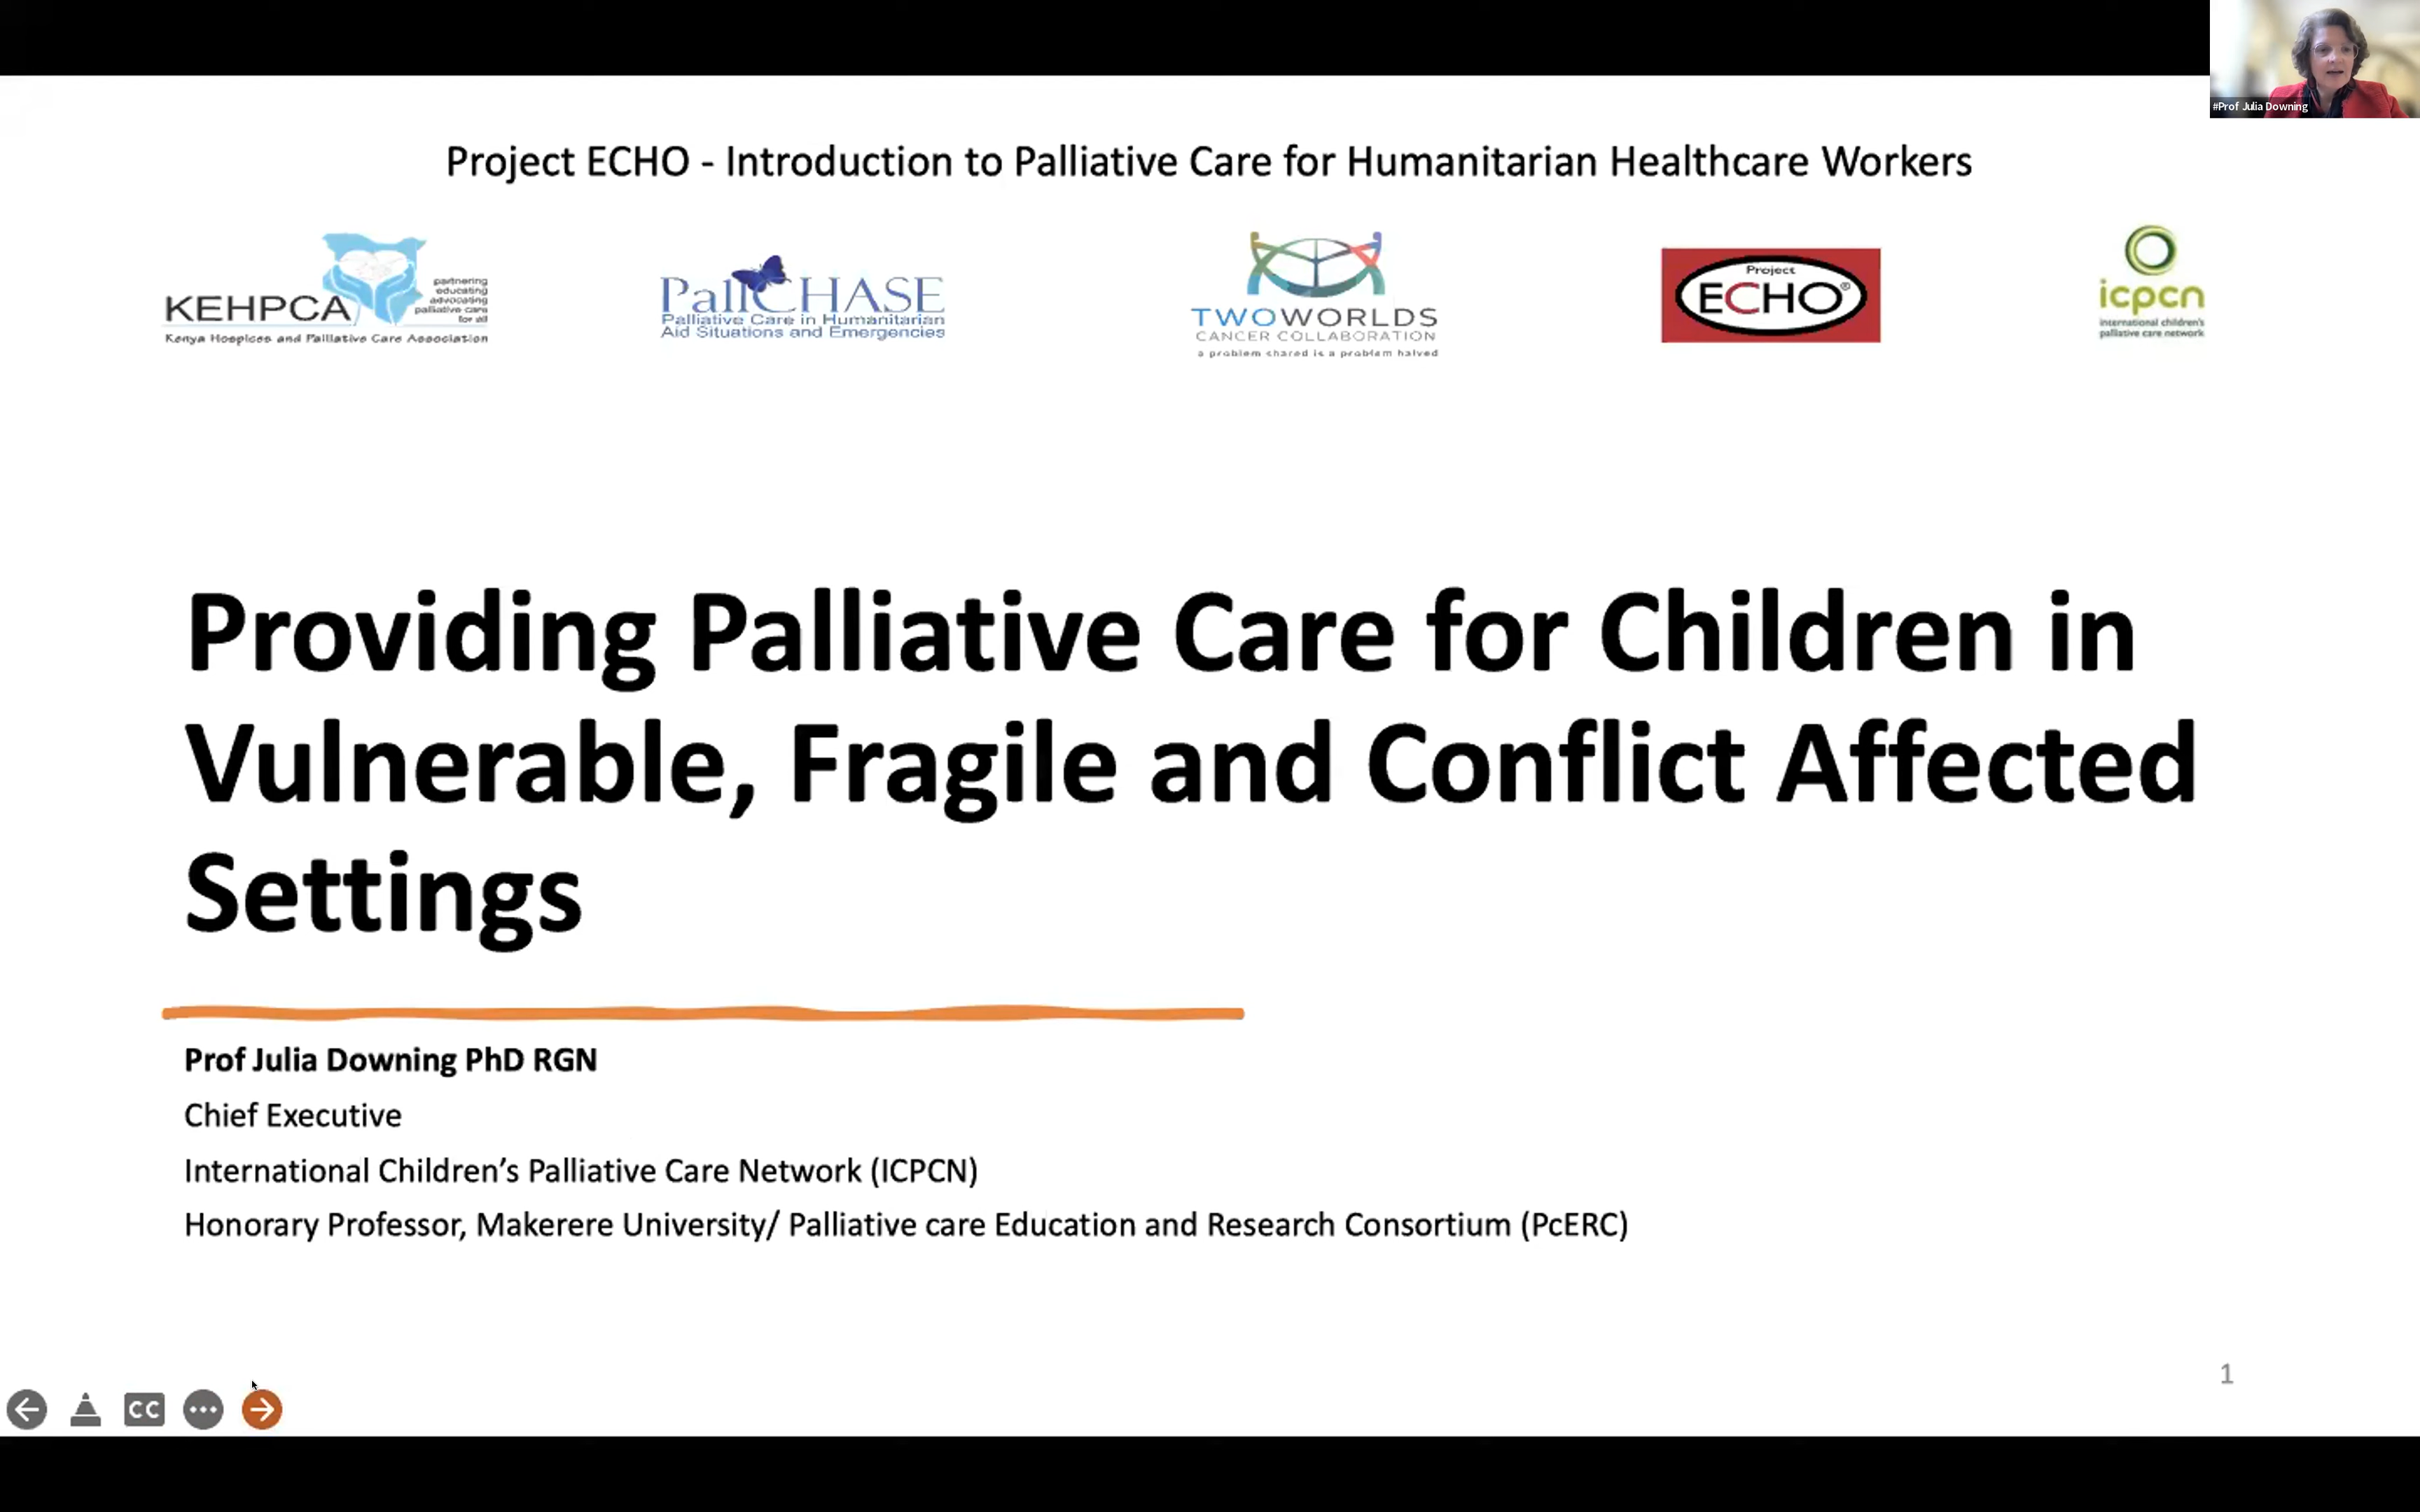 #Prof Julia Downing
Project ECHO - Introduction to Palliative Care for Humanitarian Healthcare Workers
KEHPCA
partnering
educating
advocating
palliative care
for all
Kenya Hospices and Palliative Care Association
PallCHASE
Palliative Care in Humanitarian
Aid Situations and Emergencies
TWOWORLDS
CANCER COLLABORATION
a problem shared is a problem halved
Project
ECHO®
icpcn
international children's
palliative care network
Providing Palliative Care for Children in
Vulnerable, Fragile and Conflict Affected
Settings
Prof Julia Downing PhD RGN
Chief Executive
International Children’s Palliative Care Network (ICPCN)
Honorary Professor, Makerere University/ Palliative care Education and Research Consortium (PcERC)
1
CC